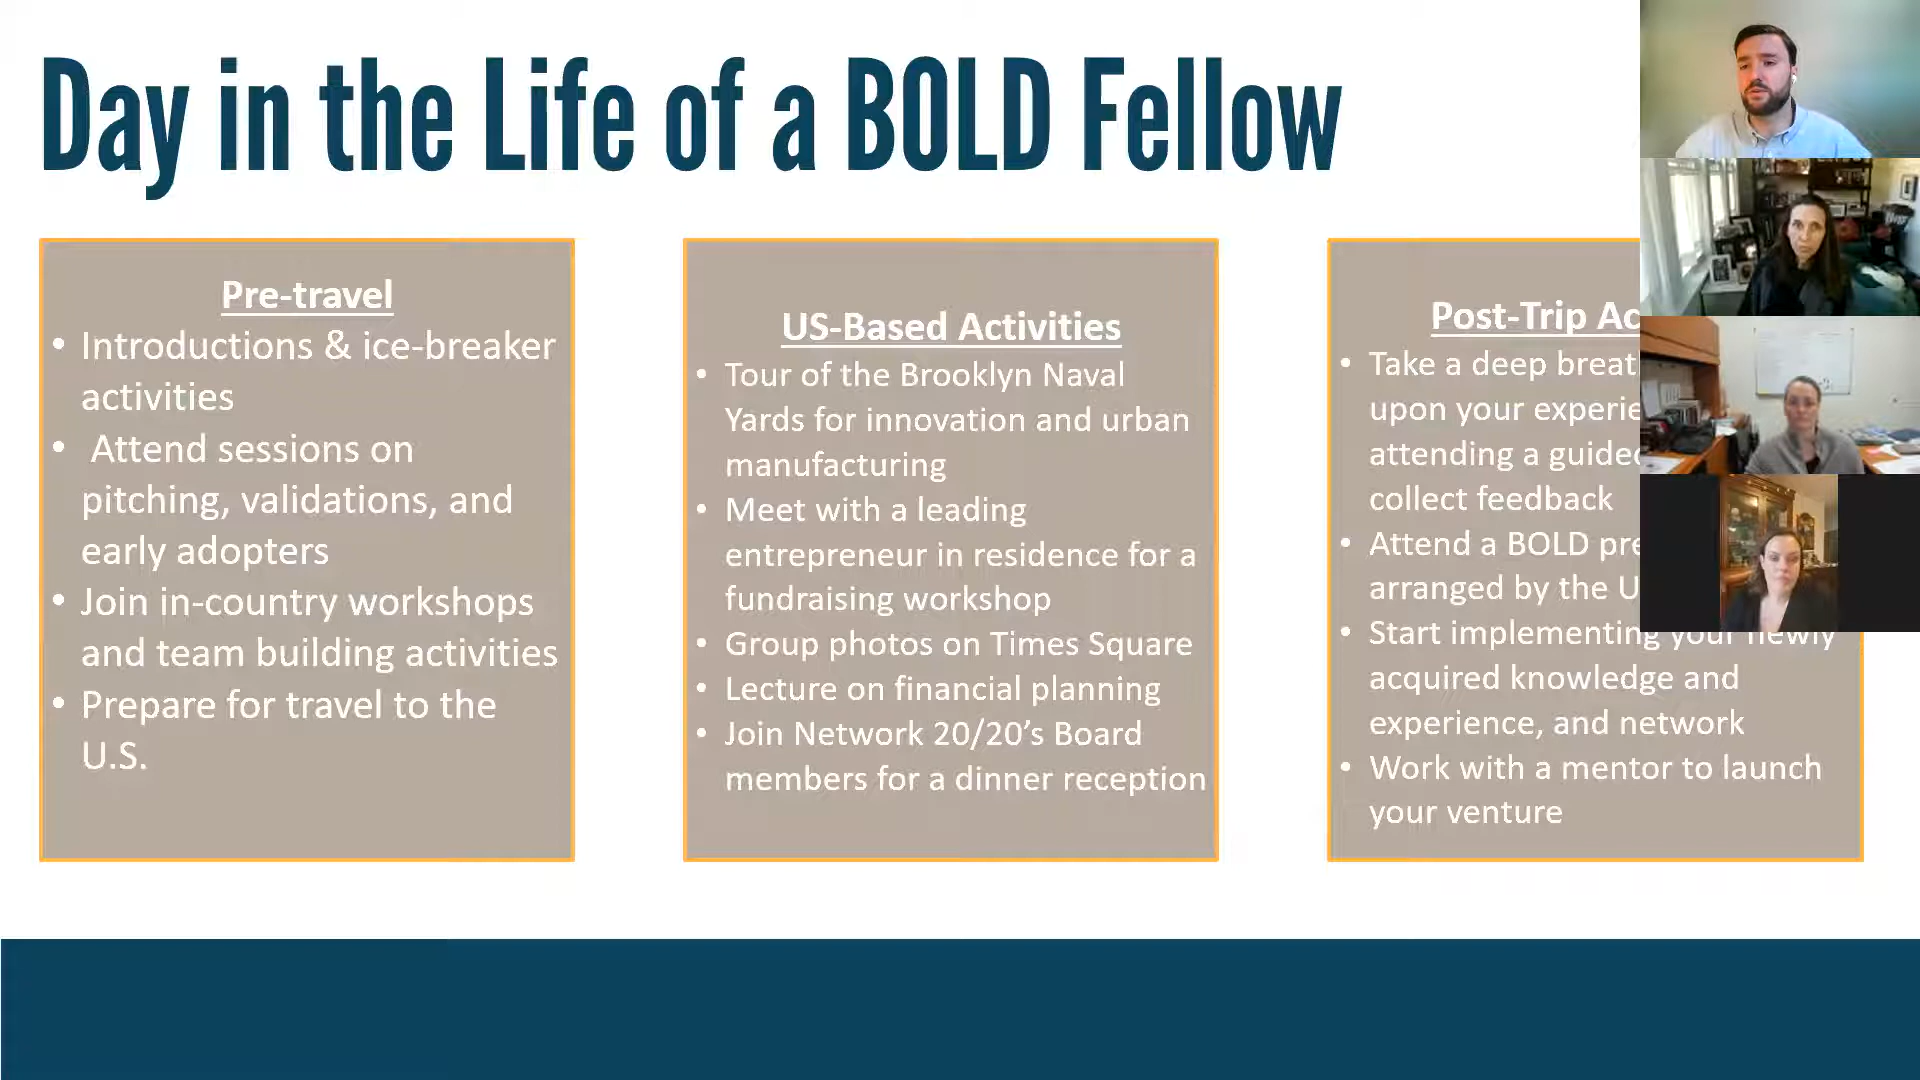 Day in the Life of a BOLD Fellow
Pre-travel
• Introductions & ice-breaker
activities
• Attend sessions on
pitching, validations, and
early adopters
• Join in-country workshops
and team building activities
• Prepare for travel to the
U.S.
US-Based Activities
• Tour of the Brooklyn Naval
Yards for innovation and urban
manufacturing
• Meet with a leading
entrepreneur in residence for a
fundraising workshop
• Group photos on Times Square
• Lecture on financial planning
• Join Network 20/20’s Board
members for a dinner reception
Post-Trip
• Take a deep
upon your
attending a
collect feedback
• Attend a BOLD
arranged by the
• Start implementing your newly
acquired knowledge and
experience, and network
• Work with a mentor to launch
your venture